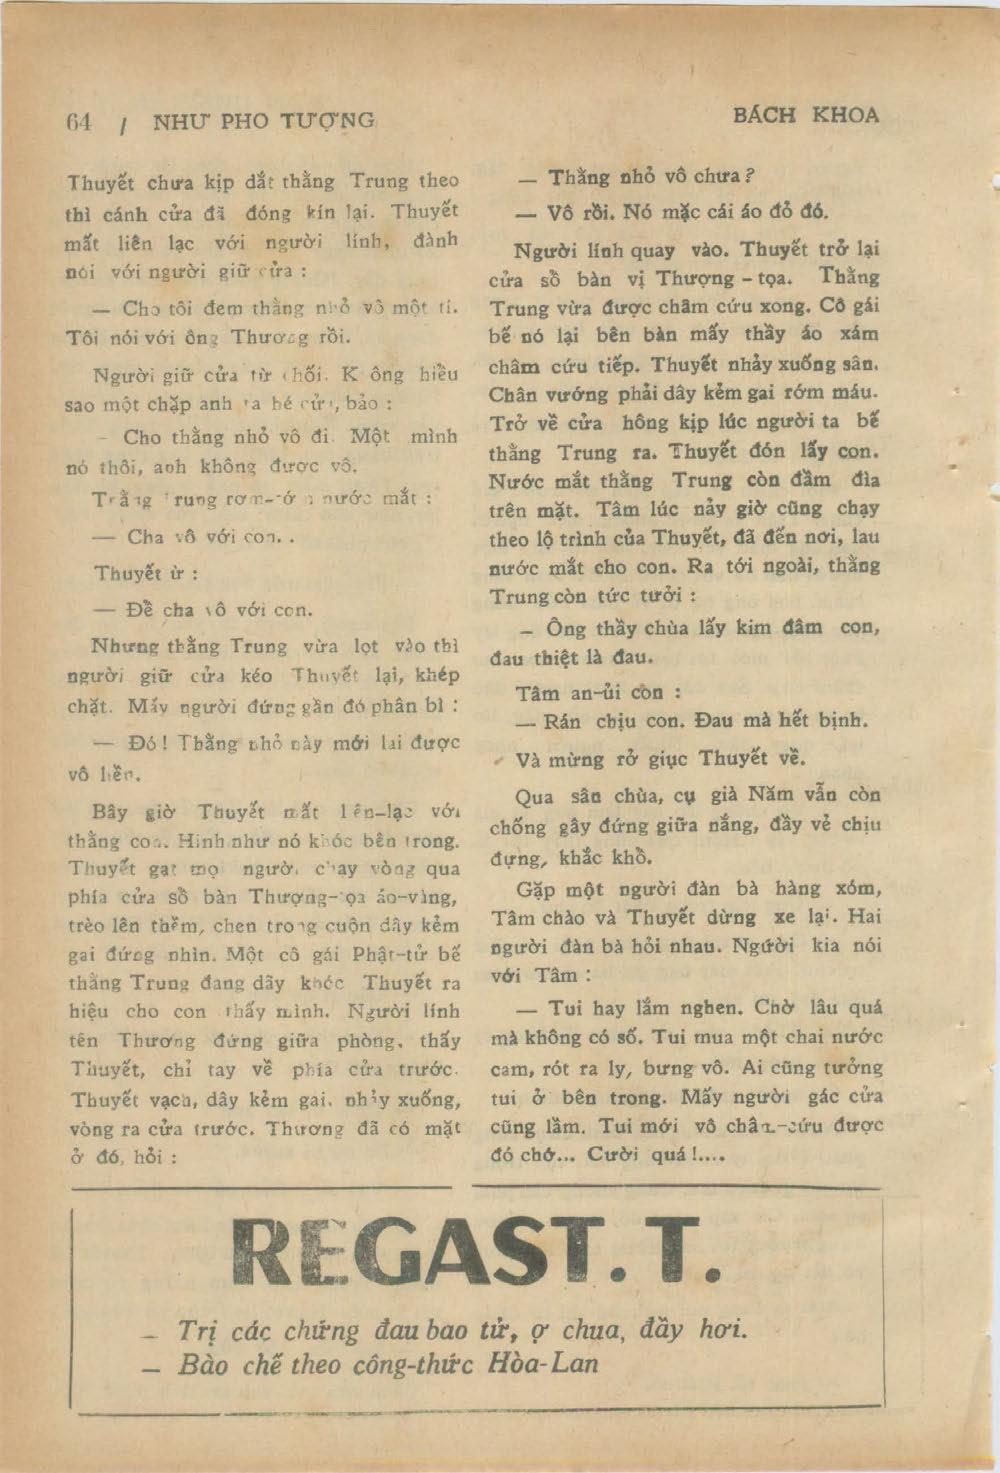 64 / NHƯ PHO TƯỢNG
BÁCH KHOA
Thuyết chưa kịp dắt thằng Trung theo
thì cánh cửa đã đóng kín lại. Thuyết
mất liên lạc với người lính, đành
nói với người giữ cửa :
— Cho tôi đem thằng nhỏ vô một tí.
Tôi nói với ông Thương rồi.
Người giữ cửa từ chối. Không hiểu
sao một chặp anh ta hé cửa, bảo :
— Cho thằng nhỏ vô đi. Một mình
nó thôi, anh không được vô.
Thằng Trung rơm-rớm nước mắt :
— Cha vô với con. .
Thuyết ừ :
— Để cha vô với con.
Nhưng thằng Trung vừa lọt vào thì
người giữ cửa kéo Thuyết lại, khép
chặt. Mấy người đứng gần đó phân bì :
— Đó ! Thằng nhỏ này mới lại được
vô liền.
Bây giờ Thuyết mất liên-lạc với
thằng con. Hình như nó khóc bên trong.
Thuyết gạt mọi người, chạy vòng qua
phía cửa sổ bàn Thượng-tọa áo-vàng,
trèo lên thềm, chen trong cuộn dây kẽm
gai đứng nhìn. Một cô gái Phật-tử bế
thằng Trung đang dãy khóc Thuyết ra
hiệu cho con thấy mình. Người lính
tên Thương đứng giữa phòng, thấy
Thuyết, chỉ tay về phía cửa trước.
Thuyết vạch, dây kẽm gai, nhảy xuống,
vòng ra cửa trước. Thương đã có mặt
ở đó, hỏi :
— Thằng nhỏ vô chưa ?
— Vô rồi. Nó mặc cái áo đỏ đó.
Người lính quay vào. Thuyết trở lại
cửa sổ bàn vị Thượng - tọa. Thằng
Trung vừa được châm cứu xong. Cô gái
bế nó lại bên bàn mấy thầy áo xám
châm cứu tiếp. Thuyết nhảy xuống sân.
Chân vướng phải dây kẽm gai rớm máu.
Trở về cửa hông kịp lúc người ta bế
thằng Trung ra. Thuyết đón lấy con.
Nước mắt thằng Trung còn đầm đìa
trên mặt. Tâm lúc nảy giờ cũng chạy
theo lộ trình của Thuyết, đã đến nơi, lau
nước mắt cho con. Ra tới ngoài, thằng
Trung còn tức tưởi :
— Ông thầy chùa lấy kim đâm con,
đau thiệt là đau.
Tâm an-ủi con :
— Rán chịu con. Đau mà hết bịnh.
Và mừng rở giục Thuyết về.
Qua sân chùa, cụ già Năm vẫn còn
chống gậy đứng giữa nắng, đầy vẻ chịu
đựng, khắc khổ.
Gặp một người đàn bà hàng xóm,
Tâm chào và Thuyết dừng xe lại. Hai
người đàn bà hỏi nhau. Người kia nói
với Tâm :
— Tui hay lắm nghen. Chờ lâu quá
mà không có số. Tui mua một chai nước
cam, rót ra ly, bưng vô. Ai cũng tưởng
tui ở bên trong. Mấy người gác cửa
cũng lầm. Tui mới vô châm-cứu được
đó chớ... Cười quá !....
REGAST. T.
— Trị các chứng đau bao tử, ợ chua, đầy hơi.
— Bào chế theo công-thức Hòa-Lan